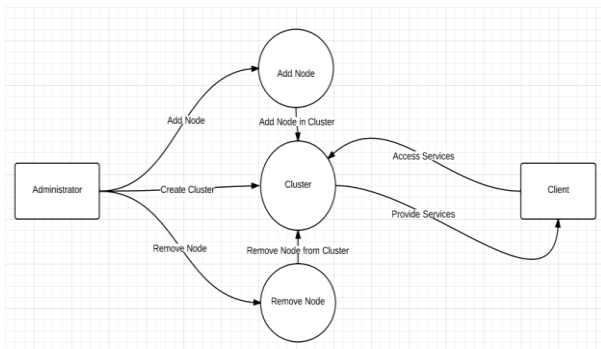 Add Node
Add Node
Add Node in Cluster
Access Services
Administrator
Create Cluster
Cluster
Client
Provide Services
Remove Node
Remove Node from Cluster
Remove Node